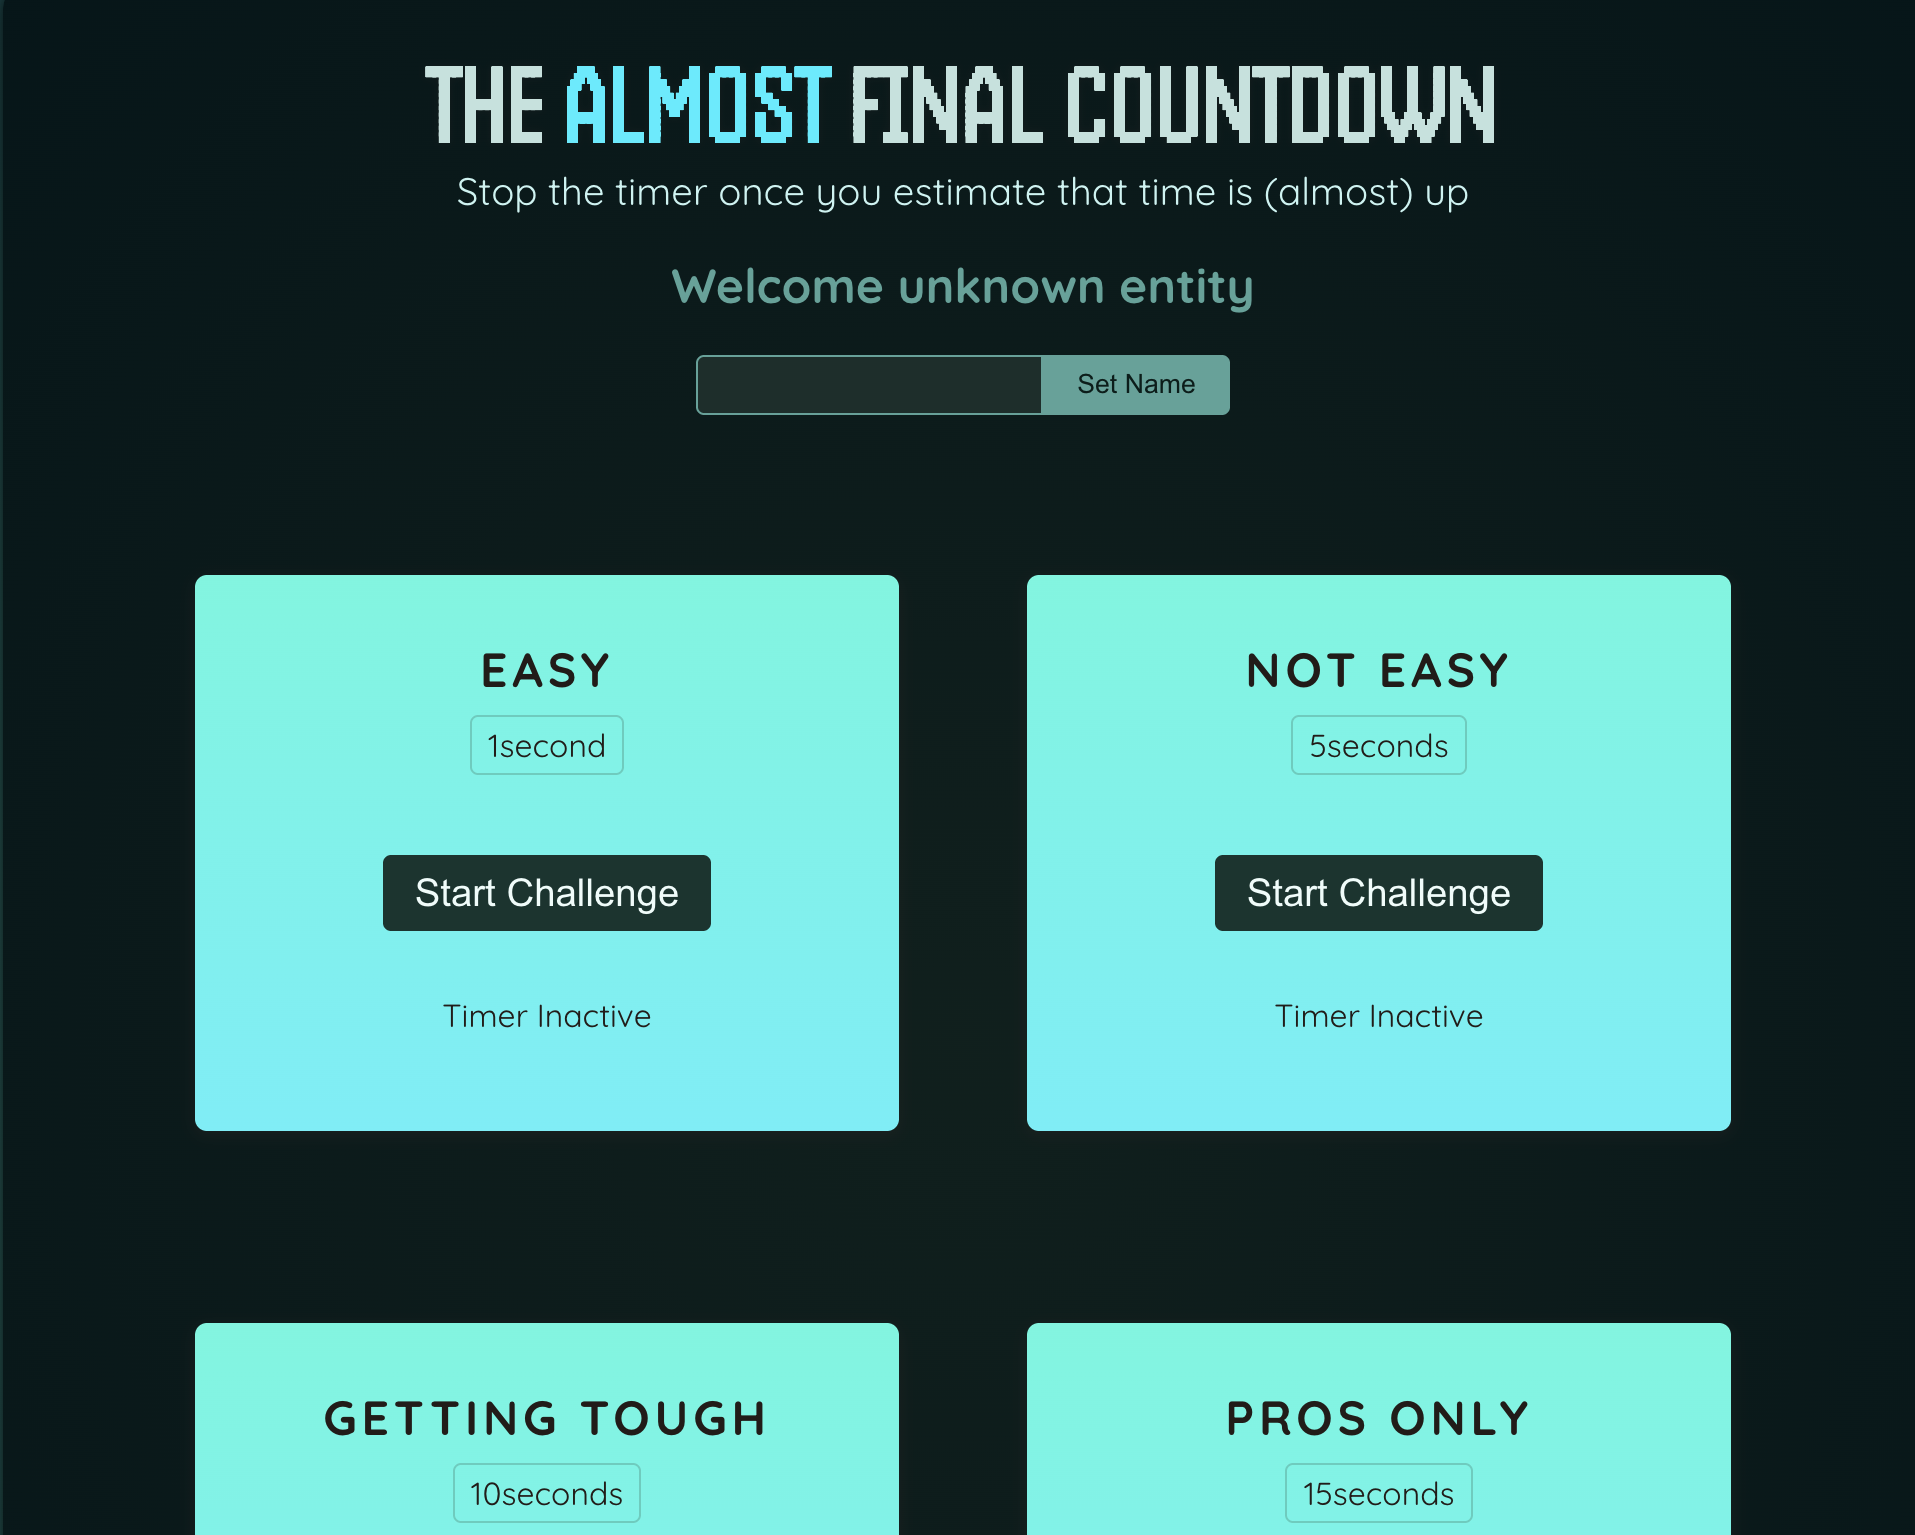 THE ALMOST FINAL COUNTDOWN
Stop the timer once you estimate that time is (almost) up
Welcome unknown entity
Set Name
EASY
1second
Start Challenge
Timer Inactive
NOT EASY
5seconds
Start Challenge
Timer Inactive
GETTING TOUGH
10seconds
PROS ONLY
15seconds